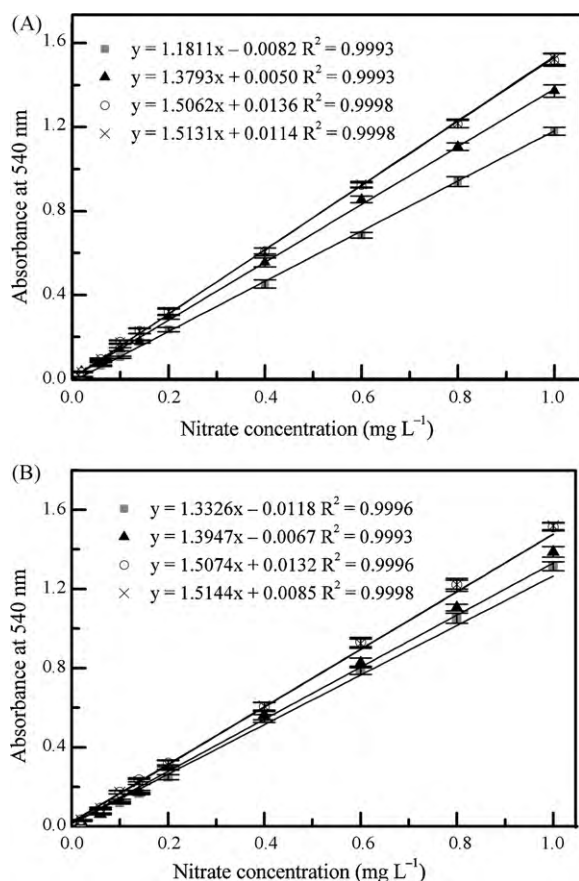 (A)
1.6
1.2
0.8
0.4
0.0
y = 1.1811x – 0.0082 R² = 0.9993
y = 1.3793x + 0.0050 R² = 0.9993
y = 1.5062x + 0.0136 R² = 0.9998
y = 1.5131x + 0.0114 R² = 0.9998
Absorbance at 540 nm
0.0 0.2 0.4 0.6 0.8 1.0
Nitrate concentration (mg L⁻¹)
(B)
1.6
1.2
0.8
0.4
0.0
y = 1.3326x – 0.0118 R² = 0.9996
y = 1.3947x – 0.0067 R² = 0.9993
y = 1.5074x + 0.0132 R² = 0.9996
y = 1.5144x + 0.0085 R² = 0.9998
Absorbance at 540 nm
0.0 0.2 0.4 0.6 0.8 1.0
Nitrate concentration (mg L⁻¹)